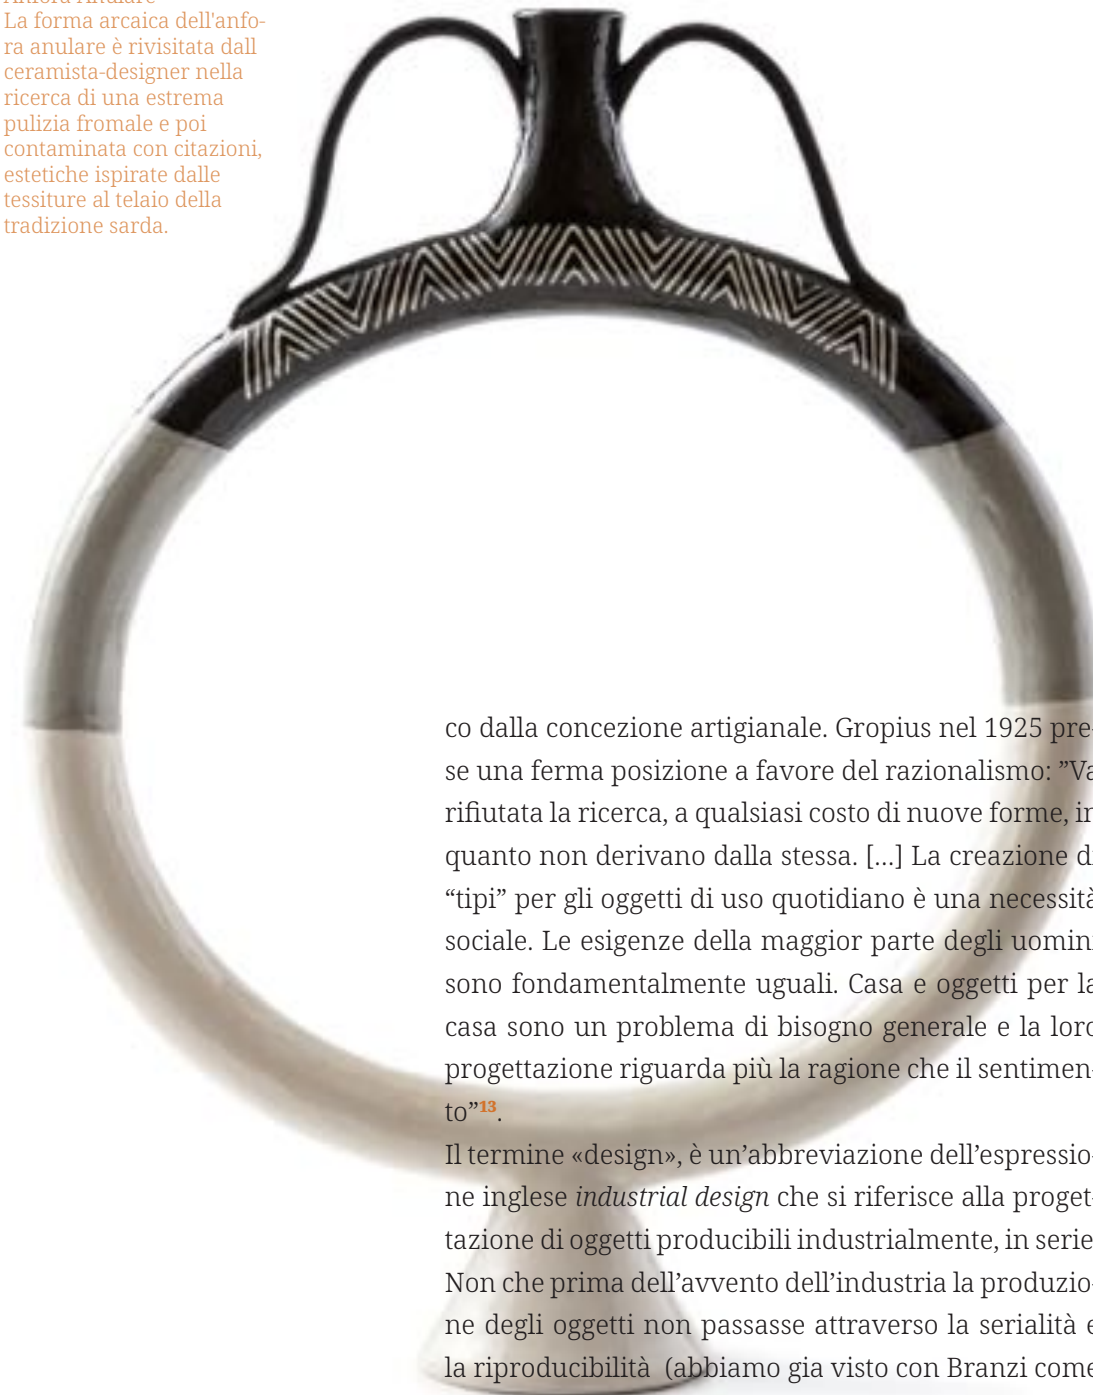 Anfora Anulare
La forma arcaica dell'anfo-
ra anulare è rivisitata dall
ceramista-designer nella
ricerca di una estrema
pulizia fromale e poi
contaminata con citazioni,
estetiche ispirate dalle
tessiture al telaio della
tradizione sarda.
co dalla concezione artigianale. Gropius nel 1925 pre-
se una ferma posizione a favore del razionalismo: ”Va
rifiutata la ricerca, a qualsiasi costo di nuove forme, in
quanto non derivano dalla stessa. [...] La creazione di
“tipi” per gli oggetti di uso quotidiano è una necessità
sociale. Le esigenze della maggior parte degli uomini
sono fondamentalmente uguali. Casa e oggetti per la
casa sono un problema di bisogno generale e la loro
progettazione riguarda più la ragione che il sentimen-
to”13.
Il termine «design», è un’abbreviazione dell’espressio-
ne inglese industrial design che si riferisce alla proget-
tazione di oggetti producibili industrialmente, in serie
Non che prima dell’avvento dell’industria la produzio-
ne degli oggetti non passasse attraverso la serialità e
la riproducibilità (abbiamo gia visto con Branzi come